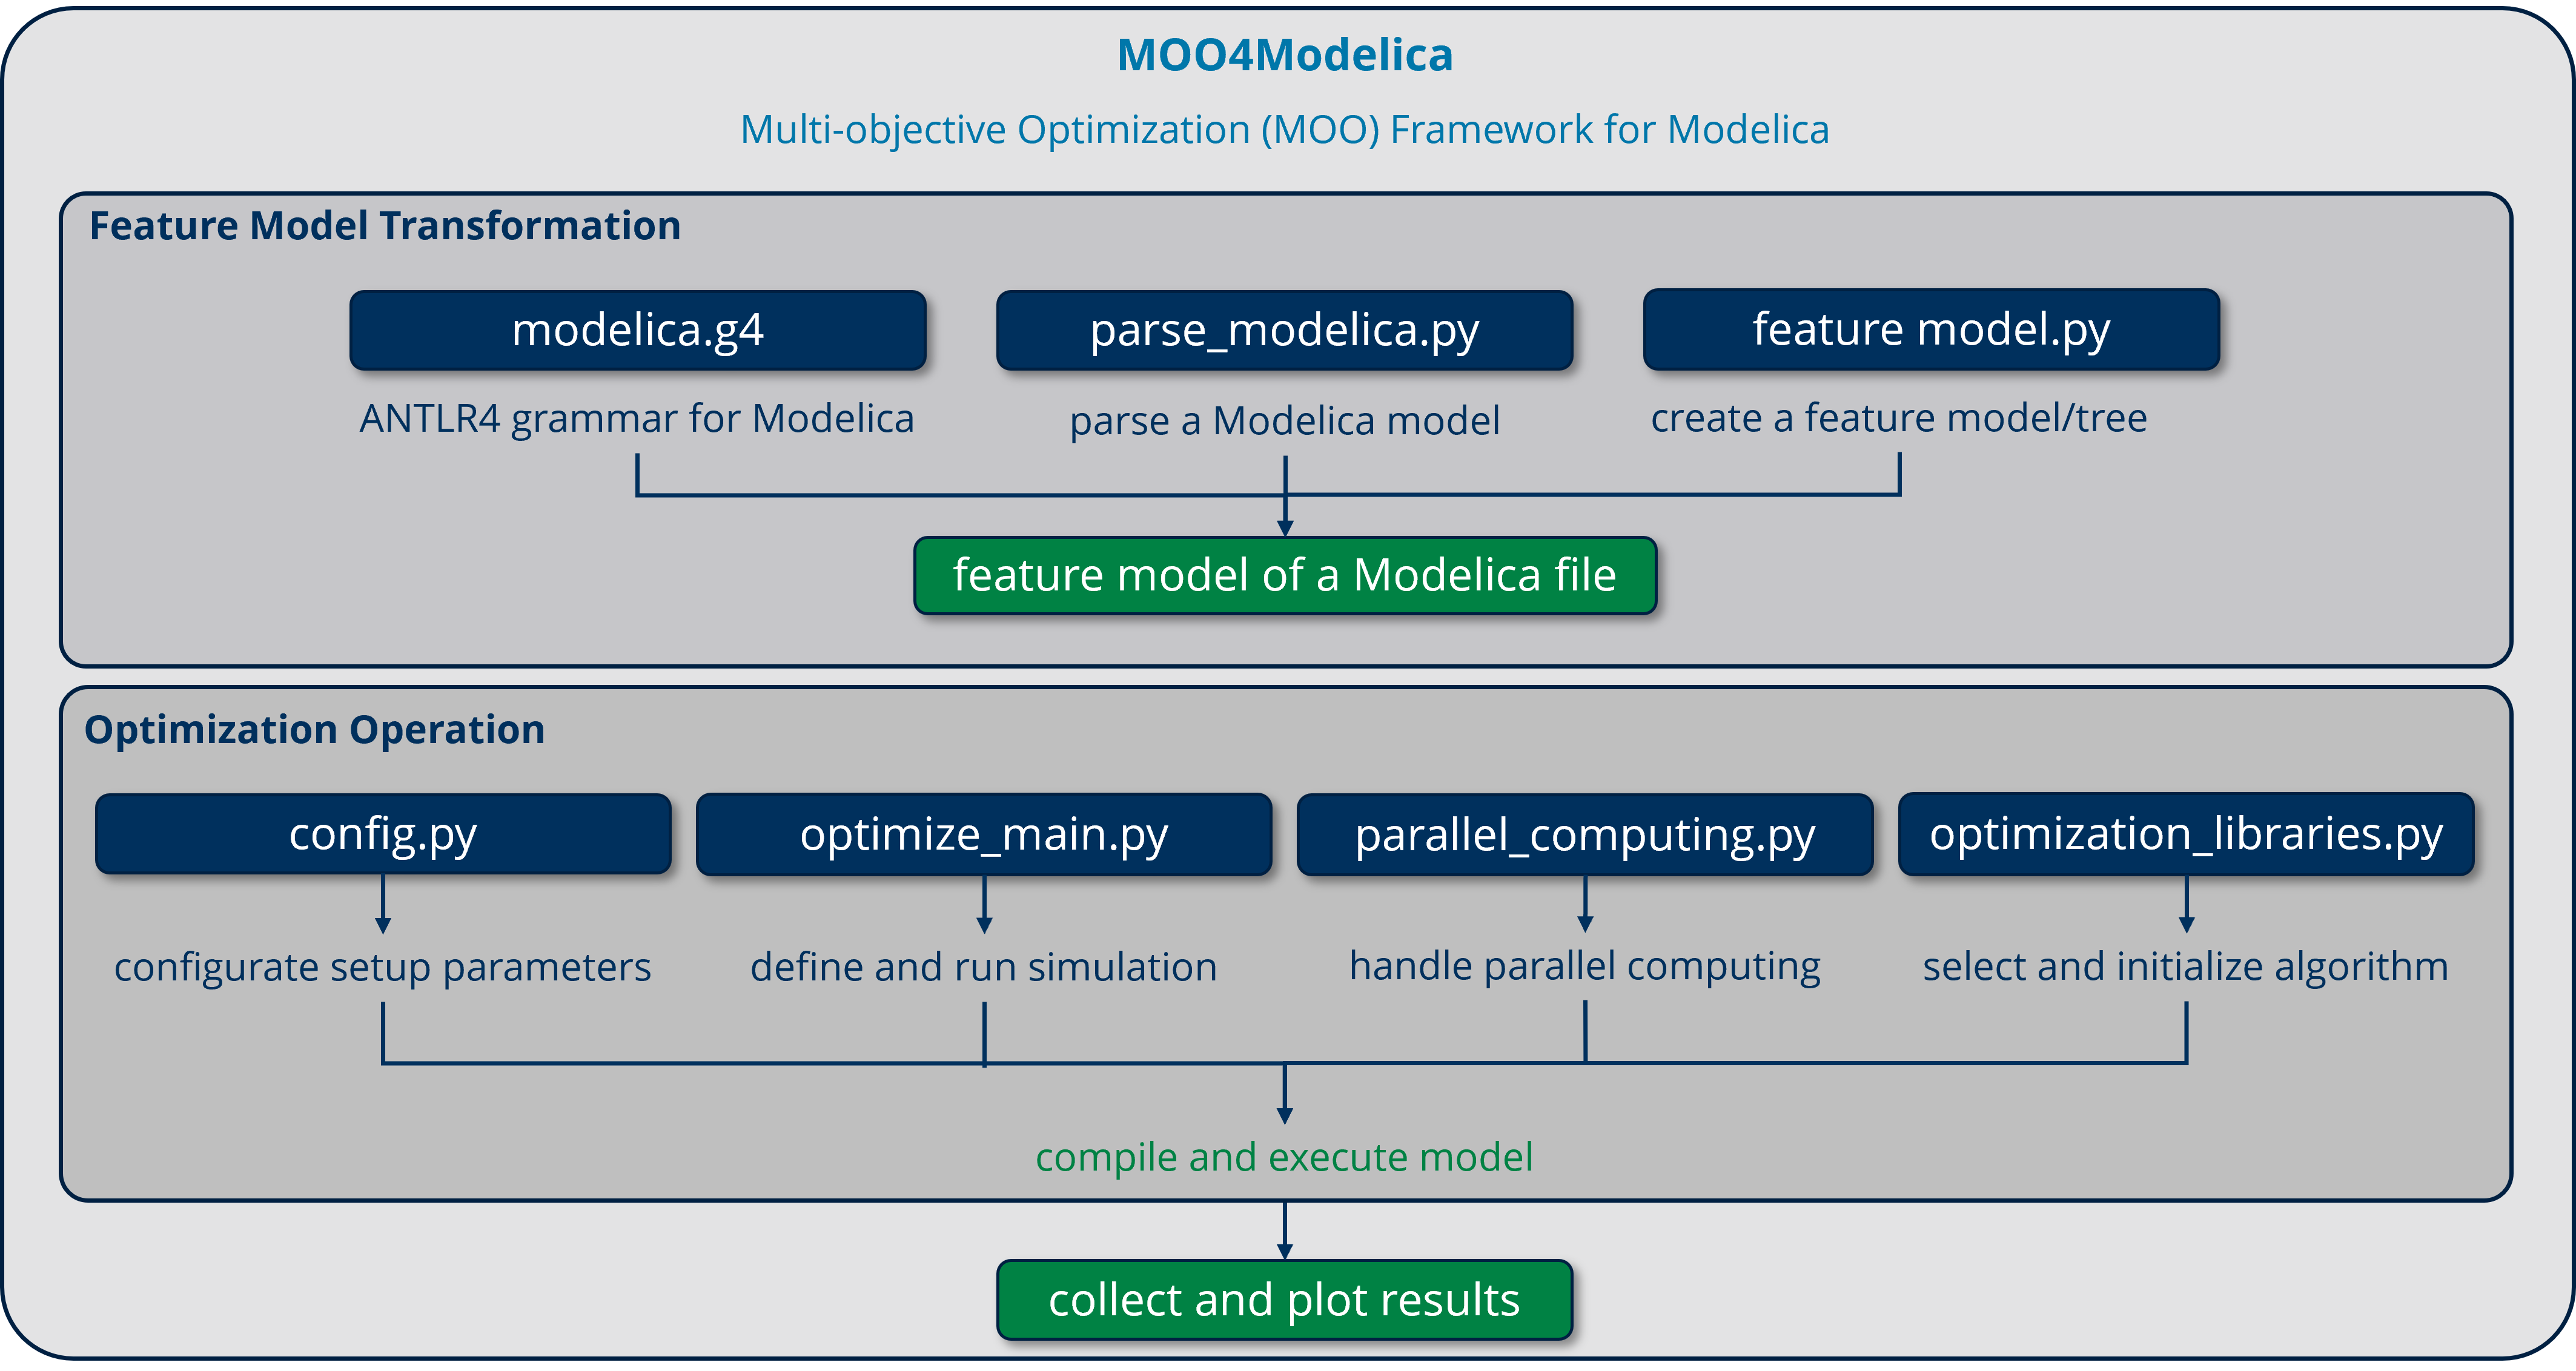 MOO4Modelica
Multi-objective Optimization (MOO) Framework for Modelica
Feature Model Transformation
modelica.g4
parse_modelica.py
feature model.py
ANTLR4 grammar for Modelica
parse a Modelica model
create a feature model/tree
feature model of a Modelica file
Optimization Operation
config.py
optimize_main.py
parallel_computing.py
optimization_libraries.py
configurate setup parameters
define and run simulation
handle parallel computing
select and initialize algorithm
compile and execute model
collect and plot results